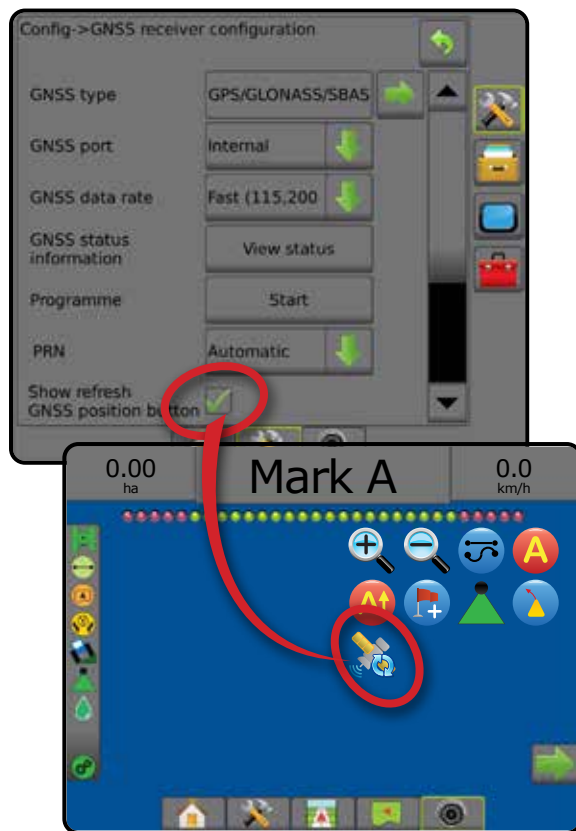 Config->GNSS receiver configuration
GNSS type GPS/GLONASS/SBAS
GNSS port Internal
GNSS data rate Fast (115,200
GNSS status
information View status
Programme Start
PRN Automatic
Show refresh
GNSS position button
0.00 Mark A 0.0
ha km/h
A
A